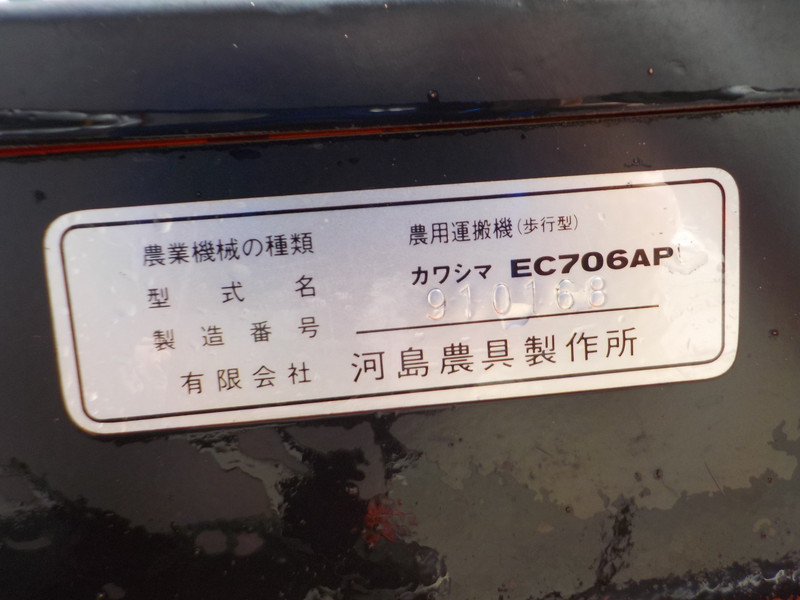 農業機械の種類 農用運搬機(歩行型)
型式名 カワシマ EC706AP
製造番号 910168
有限会社 河島農具製作所